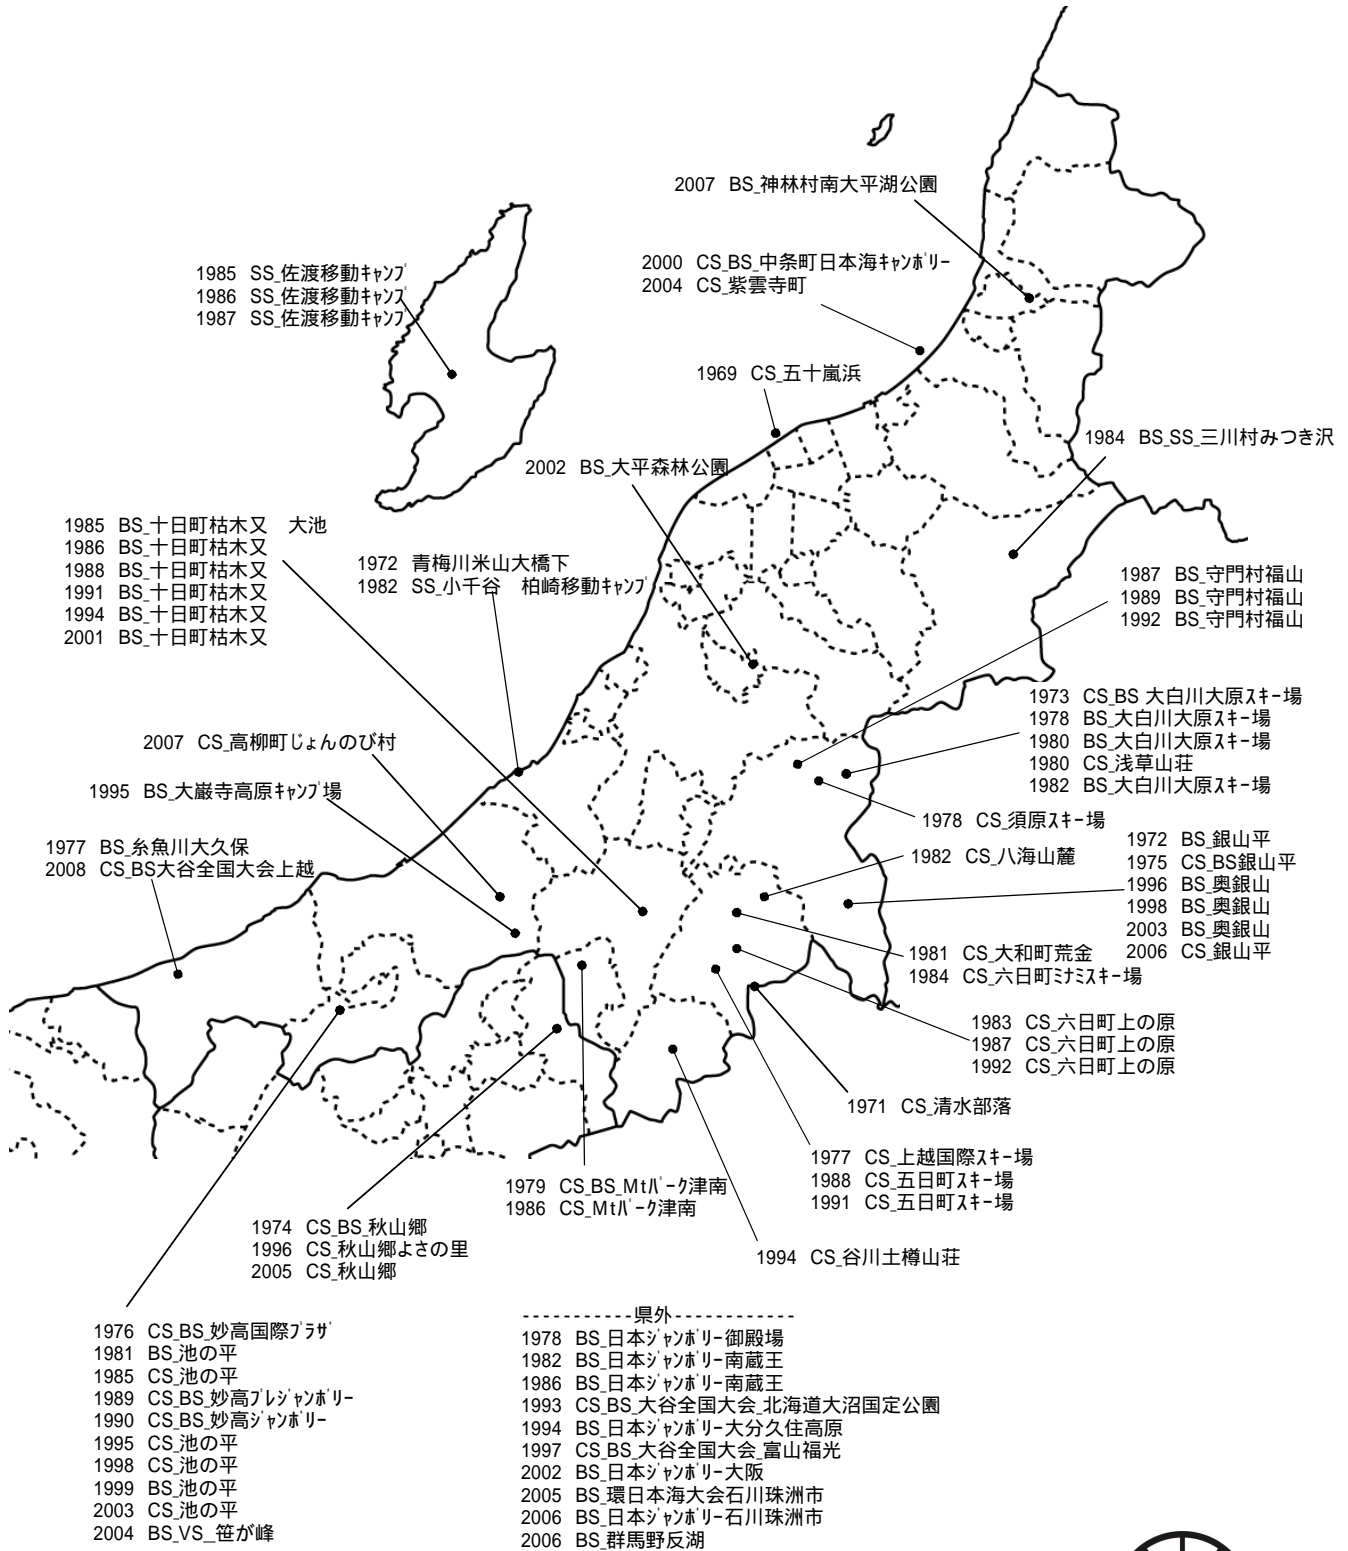 2007 BS_神林村南大平湖公園
2000 CS_BS_中条町日本海ｷｬﾝﾎﾟﾘｰ
2004 CS_紫雲寺町
1985 SS_佐渡移動ｷｬﾝﾌﾟ
1986 SS_佐渡移動ｷｬﾝﾌﾟ
1987 SS_佐渡移動ｷｬﾝﾌﾟ
1969 CS_五十嵐浜
1984 BS_SS_三川村みつき沢
2002 BS_大平森林公園
1985 BS_十日町枯木又　大池
1986 BS_十日町枯木又
1988 BS_十日町枯木又
1991 BS_十日町枯木又
1994 BS_十日町枯木又
2001 BS_十日町枯木又
1972 青梅川米山大橋下
1982 SS_小千谷　柏崎移動ｷｬﾝﾌﾟ
1987 BS_守門村福山
1989 BS_守門村福山
1992 BS_守門村福山
1973 CS_BS 大白川大原ｽｷｰ場
1978 BS_大白川大原ｽｷｰ場
1980 BS_大白川大原ｽｷｰ場
1980 CS_浅草山荘
1982 BS_大白川大原ｽｷｰ場
2007 CS_高柳町じょんのび村
1995 BS_大厳寺高原ｷｬﾝﾌﾟ場
1978 CS_須原ｽｷｰ場
1977 BS_糸魚川大久保
2008 CS_BS大谷全国大会上越
1982 CS_八海山麓
1972 BS_銀山平
1975 CS_BS銀山平
1996 BS_奥銀山
1998 BS_奥銀山
2003 BS_奥銀山
2006 CS_銀山平
1981 CS_大和町荒金
1984 CS_六日町ﾐﾅﾐｽｷｰ場
1983 CS_六日町上の原
1987 CS_六日町上の原
1992 CS_六日町上の原
1971 CS_清水部落
1977 CS_上越国際ｽｷｰ場
1988 CS_五日町ｽｷｰ場
1991 CS_五日町ｽｷｰ場
1979 CS_BS_Mtﾊﾟｰｸ津南
1986 CS_Mtﾊﾟｰｸ津南
1974 CS_BS_秋山郷
1996 CS_秋山郷よさの里
2005 CS_秋山郷
1994 CS_谷川土樽山荘
1976 CS_BS_妙高国際ﾌﾟﾗｻﾞ
1981 BS_池の平
1985 CS_池の平
1989 CS_BS_妙高ﾌﾟﾚｼﾞｬﾝﾎﾞﾘｰ
1990 CS_BS_妙高ｼﾞｬﾝﾎﾞﾘｰ
1995 CS_池の平
1998 CS_池の平
1999 BS_池の平
2003 CS_池の平
2004 BS_VS_笹が峰
-----------県外------------
1978 BS_日本ｼﾞｬﾝﾎﾞﾘｰ御殿場
1982 BS_日本ｼﾞｬﾝﾎﾞﾘｰ南蔵王
1986 BS_日本ｼﾞｬﾝﾎﾞﾘｰ南蔵王
1993 CS_BS_大谷全国大会_北海道大沼国定公園
1994 BS_日本ｼﾞｬﾝﾎﾞﾘｰ大分久住高原
1997 CS_BS_大谷全国大会_富山福光
2002 BS_日本ｼﾞｬﾝﾎﾞﾘｰ大阪
2005 BS_環日本海大会石川珠洲市
2006 BS_日本ｼﾞｬﾝﾎﾞﾘｰ石川珠洲市
2006 BS_群馬野反湖